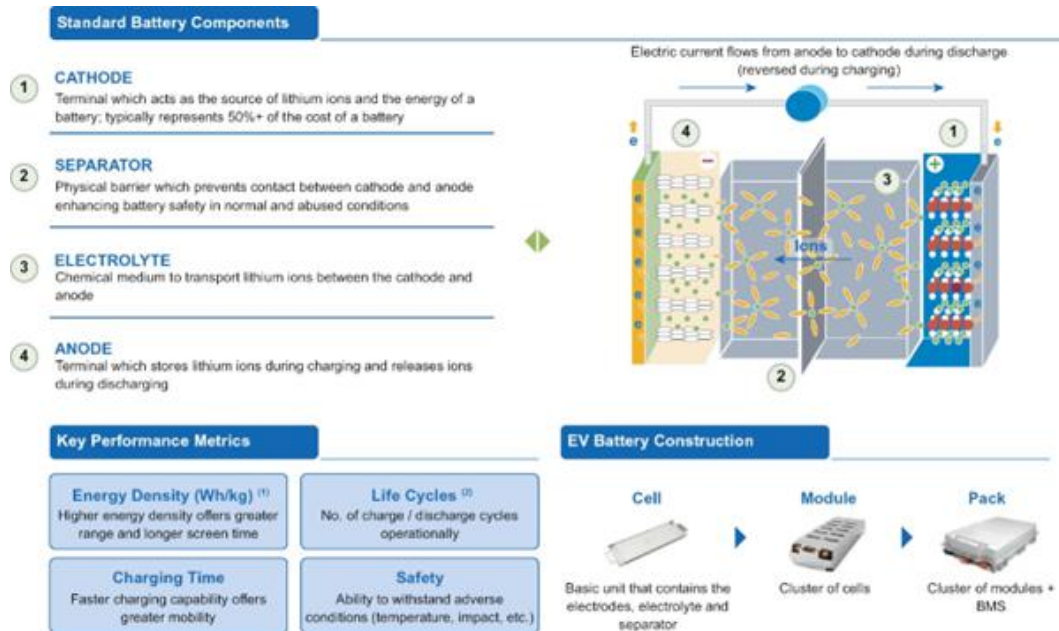 Standard Battery Components
1
CATHODE
Terminal which acts as the source of lithium ions and the energy of a
battery; typically represents 50%+ of the cost of a battery
2
SEPARATOR
Physical barrier which prevents contact between cathode and anode
enhancing battery safety in normal and abused conditions
3
ELECTROLYTE
Chemical medium to transport lithium ions between the cathode and
anode
4
ANODE
Terminal which stores lithium ions during charging and releases ions
during discharging
Electric current flows from anode to cathode during discharge
(reversed during charging)
e
4
1
e
−
+
3
Ions
e
e
e
e
e
e
e
e
2
Key Performance Metrics
Energy Density (Wh/kg) (1)
Higher energy density offers greater
range and longer screen time
Life Cycles (2)
No. of charge / discharge cycles
operationally
Charging Time
Faster charging capability offers
greater mobility
Safety
Ability to withstand adverse
conditions (temperature, impact, etc.)
EV Battery Construction
Cell
Module
Pack
Basic unit that contains the
electrodes, electrolyte and
separator
Cluster of cells
Cluster of modules +
BMS